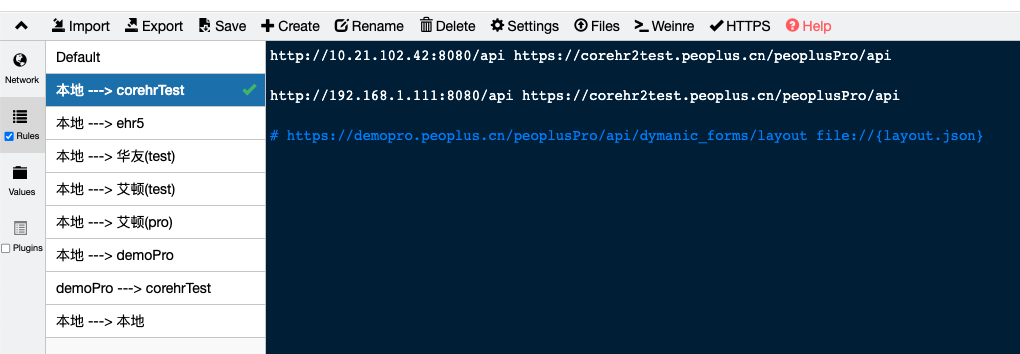 Import Export Save Create Rename Delete Settings Files Weinre HTTPS Help
Network
Rules
Values
Plugins
Default
本地 ---> corehrTest
本地 ---> ehr5
本地 ---> 华友(test)
本地 ---> 艾顿(test)
本地 ---> 艾顿(pro)
本地 ---> demoPro
demoPro ---> corehrTest
本地 ---> 本地
http://10.21.102.42:8080/api https://corehr2test.peoplus.cn/peoplusPro/api
http://192.168.1.111:8080/api https://corehr2test.peoplus.cn/peoplusPro/api
# https://demopro.peoplus.cn/peoplusPro/api/dymanic_forms/layout file://{layout.json}